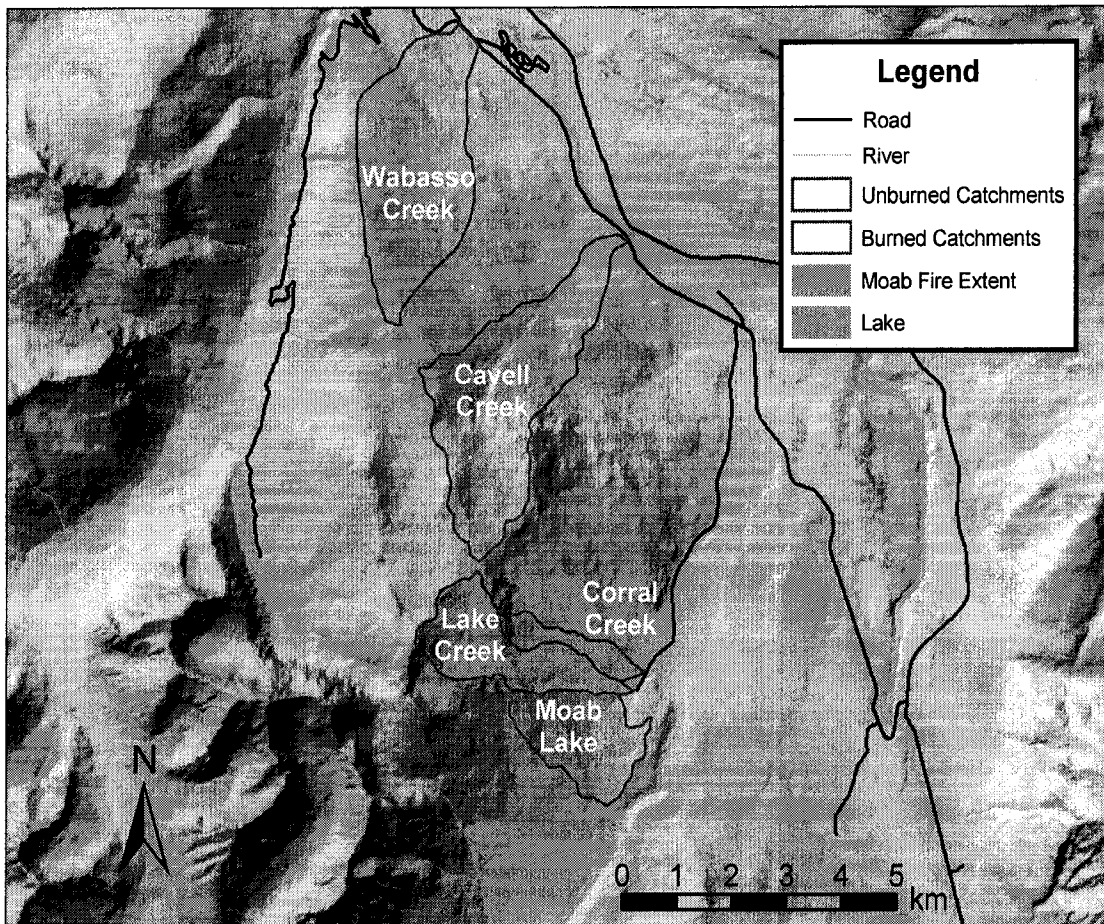 Legend
Road
River
Unburned Catchments
Burned Catchments
Moab Fire Extent
Lake
Wabasso
Creek
Cavell
Creek
Corral
Creek
Lake
Creek
Moab
Lake
N
0 1 2 3 4 5
km